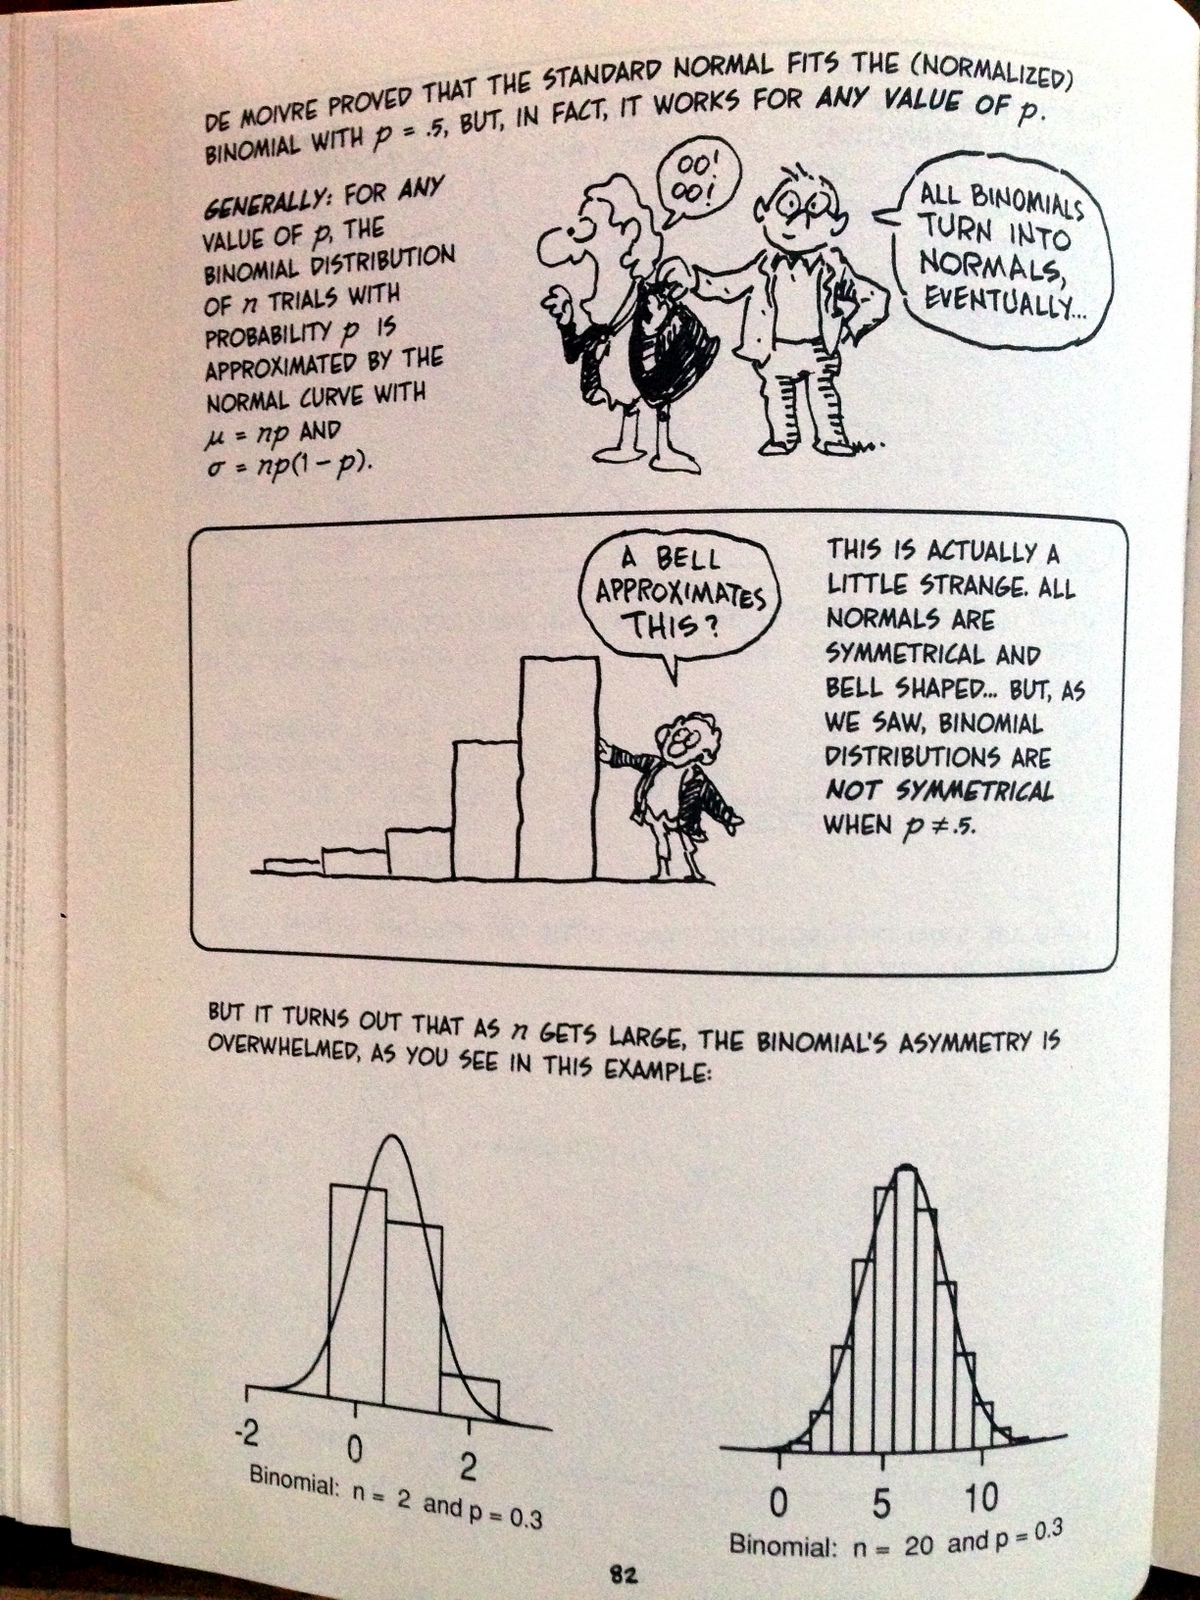 DE MOIVRE PROVED THAT THE STANDARD NORMAL FITS THE (NORMALIZED)
BINOMIAL WITH p = .5, BUT, IN FACT, IT WORKS FOR ANY VALUE OF p.
GENERALLY: FOR ANY
VALUE OF p, THE
BINOMIAL DISTRIBUTION
OF n TRIALS WITH
PROBABILITY p IS
APPROXIMATED BY THE
NORMAL CURVE WITH
μ = np AND
σ = np(1 – p).
OO!
OO!
ALL BINOMIALS
TURN INTO
NORMALS,
EVENTUALLY...
A BELL
APPROXIMATES
THIS?
THIS IS ACTUALLY A
LITTLE STRANGE. ALL
NORMALS ARE
SYMMETRICAL AND
BELL SHAPED... BUT, AS
WE SAW, BINOMIAL
DISTRIBUTIONS ARE
NOT SYMMETRICAL
WHEN p ≠ .5.
BUT IT TURNS OUT THAT AS n GETS LARGE, THE BINOMIAL'S ASYMMETRY IS
OVERWHELMED, AS YOU SEE IN THIS EXAMPLE:
-2 0 2
Binomial: n = 2 and p = 0.3
0 5 10
Binomial: n = 20 and p = 0.3
82